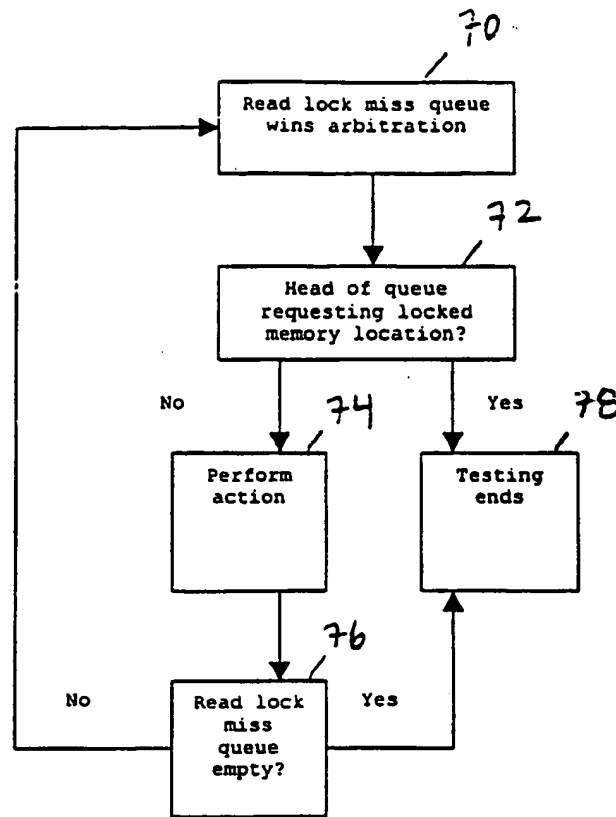 70
Read lock miss queue
wins arbitration
72
Head of queue
requesting locked
memory location?
No
Yes
74
78
Perform
action
Testing
ends
76
No
Read lock
miss
queue
empty?
Yes